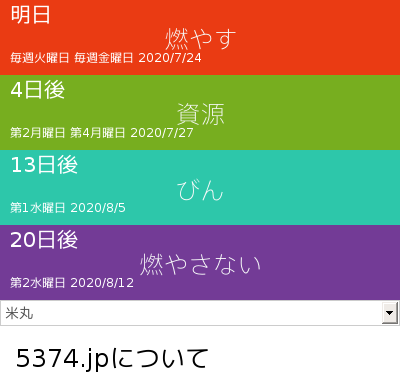 明日
燃やす
毎週火曜日 毎週金曜日 2020/7/24
4日後
資源
第2月曜日 第4月曜日 2020/7/27
13日後
びん
第1水曜日 2020/8/5
20日後
燃やさない
第2水曜日 2020/8/12
米丸
5374.jpについて